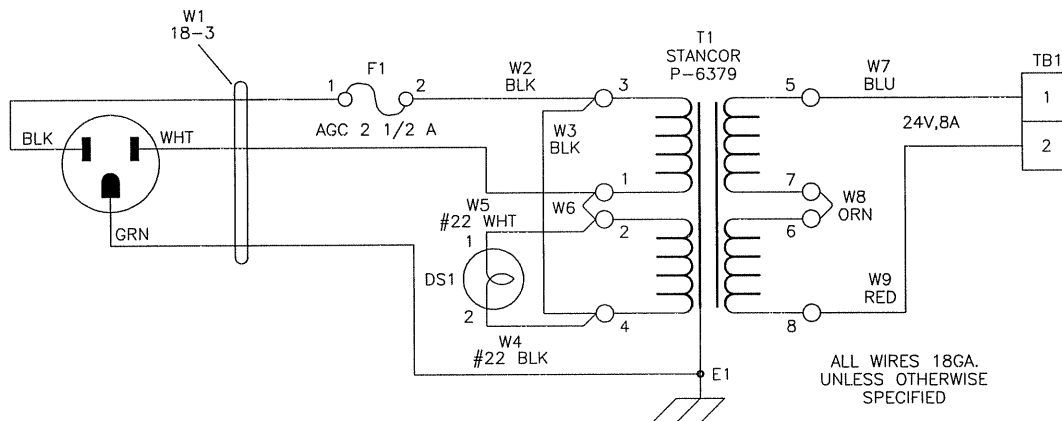 W1
18-3
F1
1
2
AGC 2 1/2 A
W2
BLK
W3
BLK
T1
STANCOR
P-6379
3
1
2
4
5
7
6
8
W7
BLU
24V,8A
TB1
1
2
W8
ORN
W9
RED
BLK
WHT
GRN
W5
#22 WHT
W6
1
DS1
2
W4
#22 BLK
E1
ALL WIRES 18GA.
UNLESS OTHERWISE
SPECIFIED